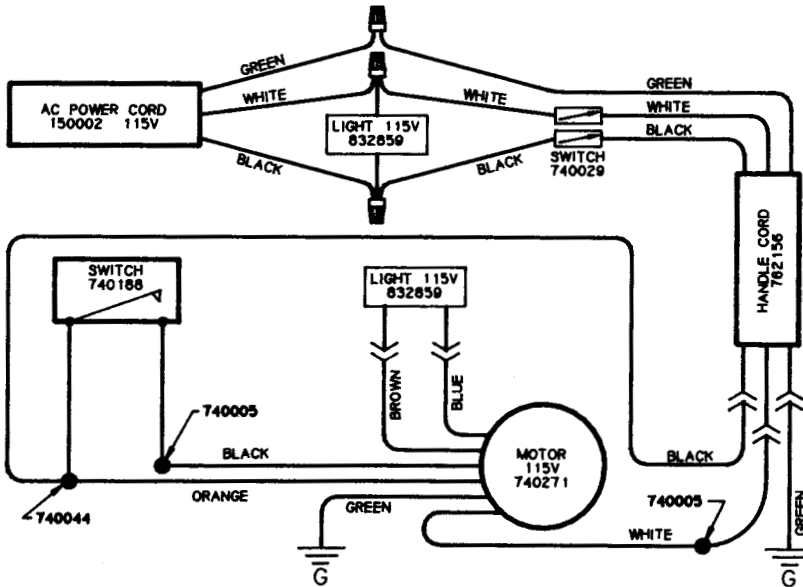 GREEN
GREEN
AC POWER CORD
150002 115V
WHITE
WHITE
WHITE
LIGHT 115V
832859
BLACK
BLACK
BLACK
SWITCH
740029
HANDLE CORD
782156
SWITCH
740188
LIGHT 115V
832859
BROWN
BLUE
740005
BLACK
MOTOR
115V
740271
BLACK
ORANGE
740044
GREEN
740005
WHITE
GREEN
G
G